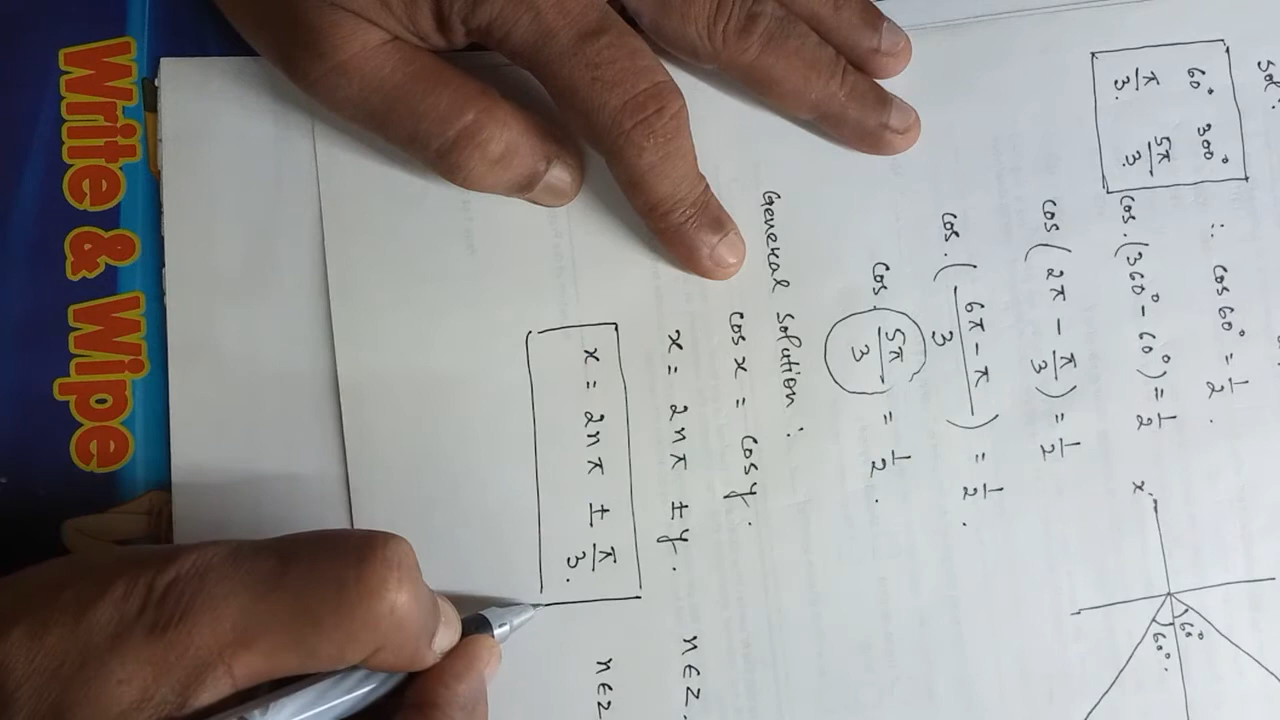 Sol:
∴ cos 60° = 1/2.
60° 300°
π/3. 5π/3.
cos.(360° - 60°) = 1/2
cos(2π - π/3) = 1/2
cos.((6π - π)/3) = 1/2.
cos. 5π/3 = 1/2.
x'
60°
60°.
General Solution:
cos x = cos y.
x = 2nπ ± y. n∈Z.
x = 2nπ ± π/3. n∈Z
Write & Wipe